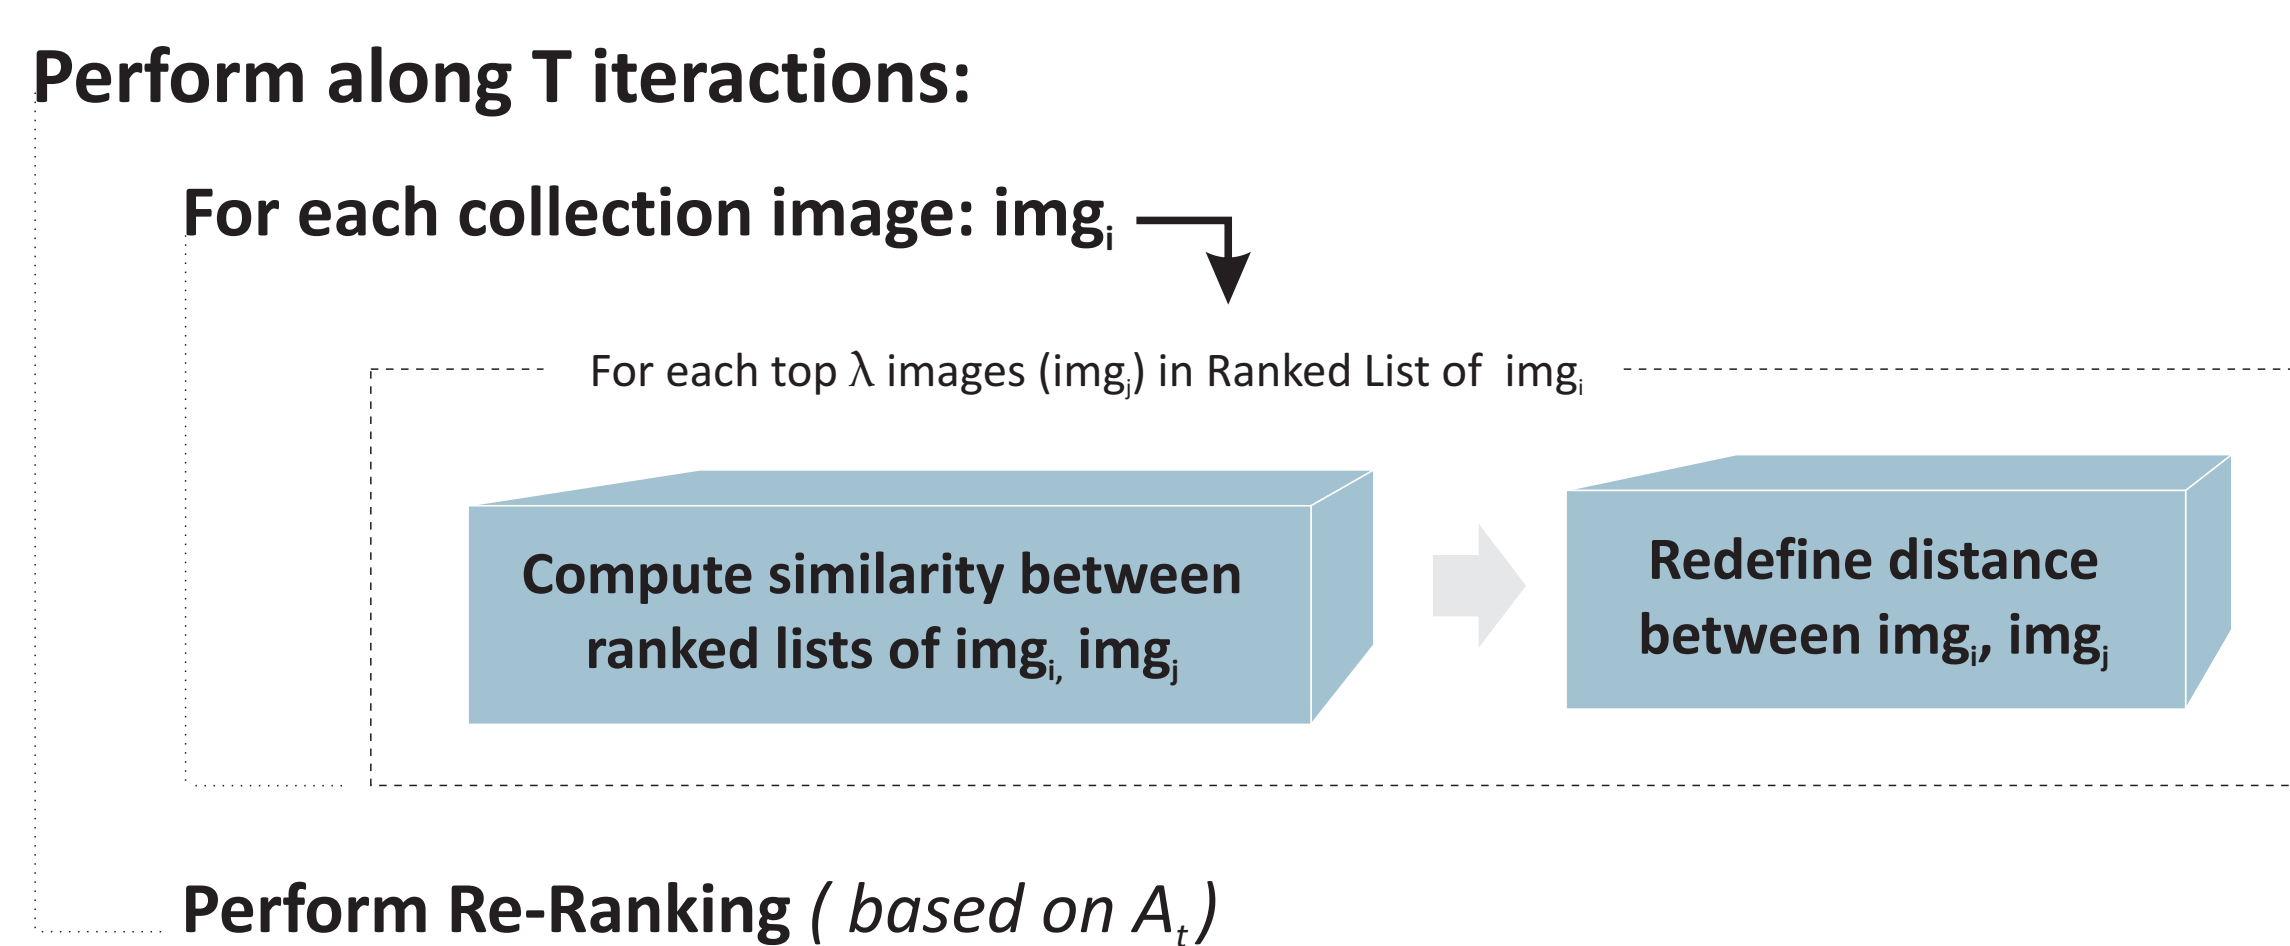 Perform along T iteractions:
For each collection image: imgᵢ
For each top λ images (imgⱼ) in Ranked List of imgᵢ
Compute similarity between
ranked lists of imgᵢ, imgⱼ
Redefine distance
between imgᵢ, imgⱼ
Perform Re-Ranking ( based on Aₜ)